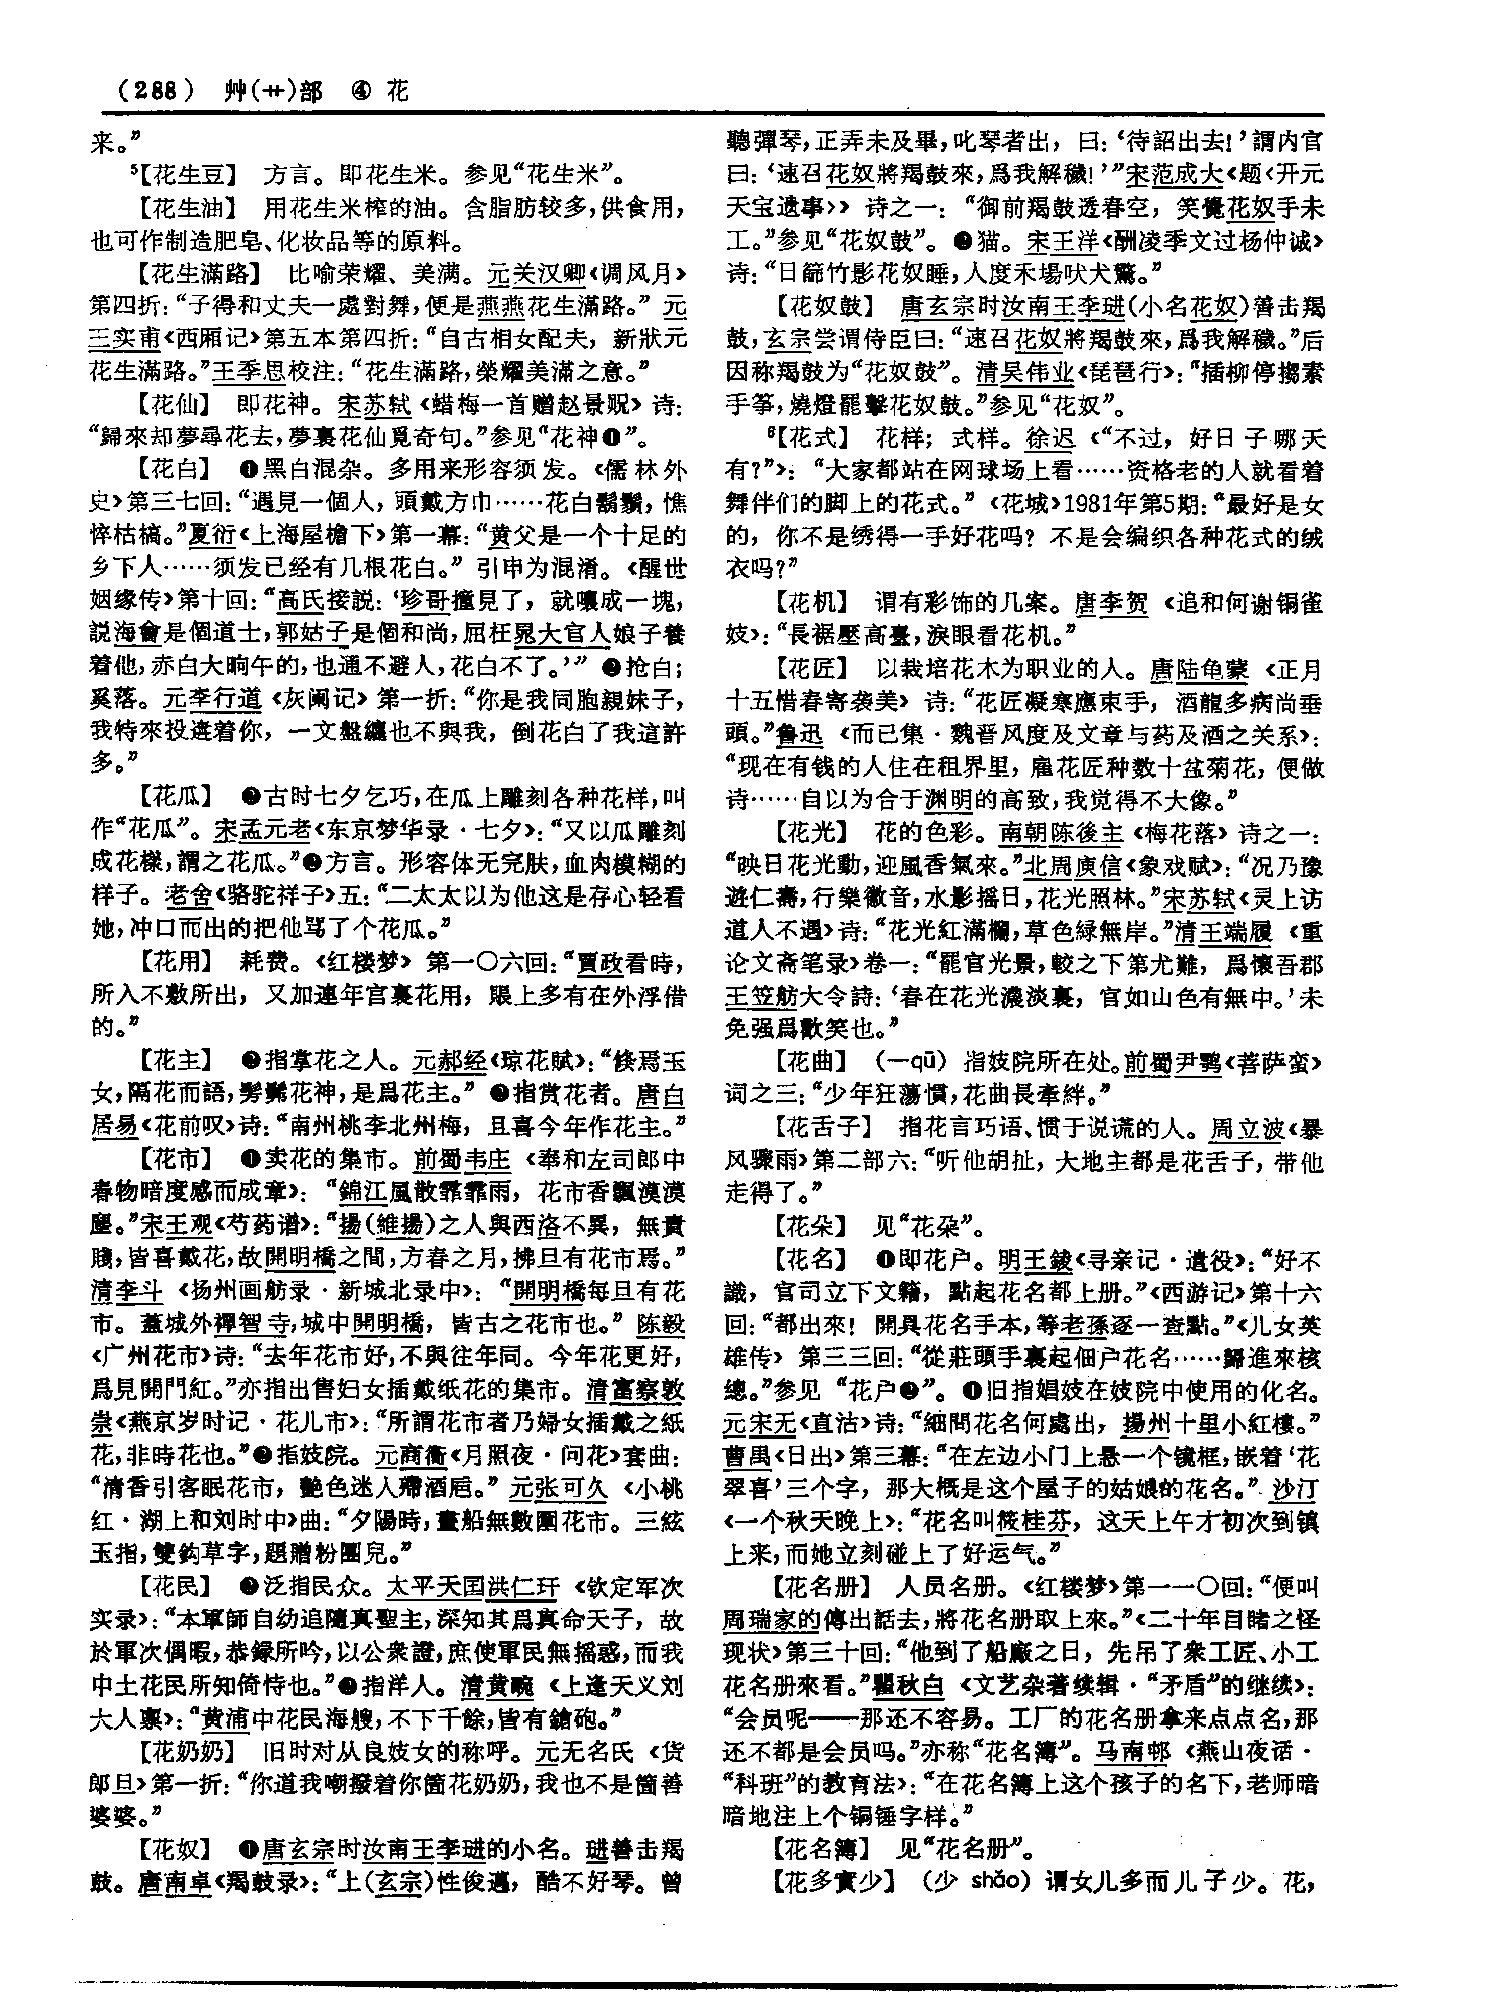 (288) 艸(艹)部 ④ 花
来。”
⁵【花生豆】 方言。即花生米。参见“花生米”。
【花生油】 用花生米榨的油。含脂肪较多，供食用，
也可作制造肥皂、化妆品等的原料。
【花生滿路】 比喻荣耀、美满。元关汉卿《调风月》
第四折：“子得和丈夫一處對舞，便是燕燕花生滿路。” 元
王实甫《西厢记》第五本第四折：“自古相女配夫，新狀元
花生滿路。”王季思校注：“花生滿路，榮耀美滿之意。”
【花仙】 即花神。宋苏轼《蜡梅一首赠赵景贶》诗：
“歸來却夢尋花去，夢裏花仙覓奇句。”参见“花神❶”。
【花白】 ❶黑白混杂。多用来形容须发。《儒林外
史》第三七回：“遇見一個人，頭戴方巾……花白鬍鬚，憔
悴枯槁。”夏衍《上海屋檐下》第一幕：“黄父是一个十足的
乡下人……须发已经有几根花白。” 引申为混淆。《醒世
姻缘传》第十回：“高氏接説：‘珍哥撞見了，就嚷成一塊，
説海會是個道士，郭姑子是個和尚，屈枉晁大官人娘子養
着他，赤白大晌午的，也通不避人，花白不了。’” ❷抢白；
奚落。元李行道《灰阑记》第一折：“你是我同胞親妹子，
我特來投逩着你，一文盤纏也不與我，倒花白了我這許
多。”
【花瓜】 ❶古时七夕乞巧，在瓜上雕刻各种花样，叫
作“花瓜”。宋孟元老《东京梦华录·七夕》：“又以瓜雕刻
成花樣，謂之花瓜。”❷方言。形容体无完肤，血肉模糊的
样子。老舍《骆驼祥子》五：“二太太以为他这是存心轻看
她，冲口而出的把他骂了个花瓜。”
【花用】 耗费。《红楼梦》第一〇六回：“賈政看時，
所入不敷所出，又加連年宫裏花用，賬上多有在外浮借
的。”
【花主】 ❶指掌花之人。元郝经《琼花赋》：“倏焉玉
女，隔花而語，髣髴花神，是爲花主。” ❷指赏花者。唐白
居易《花前叹》诗：“南州桃李北州梅，且喜今年作花主。”
【花市】 ❶卖花的集市。前蜀韦庄《奉和左司郎中
春物暗度感而成章》：“錦江風散霏霏雨，花市香飄漠漠
塵。”宋王观《芍药谱》：“揚(維揚)之人與西洛不異，無貴
賤，皆喜戴花，故開明橋之間，方春之月，拂旦有花市焉。”
清李斗《扬州画舫录·新城北录中》：“開明橋每旦有花
市。蓋城外禪智寺，城中開明橋，皆古之花市也。” 陈毅
《广州花市》诗：“去年花市好，不與往年同。今年花更好，
爲見開門紅。”亦指出售妇女插戴纸花的集市。清富察敦
崇《燕京岁时记·花儿市》：“所謂花市者乃婦女插戴之紙
花，非時花也。”❷指妓院。元商衢《月照夜·问花》套曲：
“清香引客眠花市，艷色迷人殢酒卮。” 元张可久《小桃
红·湖上和刘时中》曲：“夕陽時，畫船無數圍花市。三絃
玉指，雙鈎草字，題贈粉團兒。”
【花民】 ❶泛指民众。太平天国洪仁玕《钦定军次
实录》：“本軍師自幼追隨真聖主，深知其爲真命天子，故
於軍次偶暇，恭録所吟，以公衆證，庶使軍民無摇惑，而我
中土花民所知倚恃也。”❷指洋人。清黄畹《上逢天义刘
大人禀》：“黄浦中花民海艘，不下千餘，皆有鎗砲。”
【花奶奶】 旧时对从良妓女的称呼。元无名氏《货
郎旦》第一折：“你道我嘲撥着你箇花奶奶，我也不是箇善
婆婆。”
【花奴】 ❶唐玄宗时汝南王李琎的小名。琎善击羯
鼓。唐南卓《羯鼓录》：“上(玄宗)性俊邁，酷不好琴。曾
聽彈琴，正弄未及畢，叱琴者出，曰：‘待詔出去！’謂内官
曰：‘速召花奴將羯鼓來，爲我解穢！’”宋范成大《题〈开元
天宝遗事〉》诗之一：“御前羯鼓透春空，笑覺花奴手未
工。”参见“花奴鼓”。❷猫。宋王洋《酬凌季文过杨仲诚》
诗：“日篩竹影花奴睡，人度禾場吠犬驚。”
【花奴鼓】 唐玄宗时汝南王李琎(小名花奴)善击羯
鼓，玄宗尝谓侍臣曰：“速召花奴將羯鼓來，爲我解穢。”后
因称羯鼓为“花奴鼓”。清吴伟业《琵琶行》：“插柳停搊素
手筝，燒燈罷擊花奴鼓。”参见“花奴”。
⁶【花式】 花样；式样。徐迟《“不过，好日子哪天
有？”》：“大家都站在网球场上看……资格老的人就看着
舞伴们的脚上的花式。”《花城》1981年第5期：“最好是女
的，你不是绣得一手好花吗？不是会编织各种花式的绒
衣吗？”
【花机】 谓有彩饰的几案。唐李贺《追和何谢铜雀
妓》：“長裾壓高臺，淚眼看花机。”
【花匠】 以栽培花木为职业的人。唐陆龟蒙《正月
十五惜春寄袭美》诗：“花匠凝寒應束手，酒龍多病尚垂
頭。”鲁迅《而已集·魏晋风度及文章与药及酒之关系》：
“现在有钱的人住在租界里，雇花匠种数十盆菊花，便做
诗……自以为合于渊明的高致，我觉得不大像。”
【花光】 花的色彩。南朝陈後主《梅花落》诗之一：
“映日花光動，迎風香氣來。”北周庾信《象戏赋》：“况乃豫
遊仁壽，行樂徽音，水影摇日，花光照林。”宋苏轼《灵上访
道人不遇》诗：“花光紅滿欄，草色緑無岸。”清王端履《重
论文斋笔录》卷一：“罷官光景，較之下第尤難，爲懷吾郡
王笠舫大令詩：‘春在花光濃淡裏，官如山色有無中。’未
免强爲歡笑也。”
【花曲】 (一qū) 指妓院所在处。前蜀尹鹗《菩萨蛮》
词之三：“少年狂蕩慣，花曲長牽絆。”
【花舌子】 指花言巧语、惯于说谎的人。周立波《暴
风骤雨》第二部六：“听他胡扯，大地主都是花舌子，带他
走得了。”
【花朵】 见“花朶”。
【花名】 ❶即花户。明王錂《寻亲记·遣役》：“好不
識，官司立下文籍，點起花名都上册。”《西游记》第十六
回：“都出來！開具花名手本，等老孫逐一查點。”《儿女英
雄传》第三三回：“從莊頭手裏起佃户花名……歸進來核
總。”参见“花户❷”。❶旧指娼妓在妓院中使用的化名。
元宋无《直沽》诗：“細問花名何處出，揚州十里小紅樓。”
曹禺《日出》第三幕：“在左边小门上悬一个镜框，嵌着‘花
翠喜’三个字，那大概是这个屋子的姑娘的花名。” 沙汀
《一个秋天晚上》：“花名叫筱桂芬，这天上午才初次到镇
上来，而她立刻碰上了好运气。”
【花名册】 人员名册。《红楼梦》第一一〇回：“便叫
周瑞家的傳出話去，將花名册取上來。”《二十年目睹之怪
现状》第三十回：“他到了船廠之日，先吊了衆工匠、小工
花名册來看。”瞿秋白《文艺杂著续辑·“矛盾”的继续》：
“会员呢——那还不容易。工厂的花名册拿来点点名，那
还不都是会员吗。”亦称“花名簿”。马南邨《燕山夜话·
“科班”的教育法》：“在花名簿上这个孩子的名下，老师暗
暗地注上个铜锤字样。”
【花名簿】 见“花名册”。
【花多實少】 (少 shǎo) 谓女儿多而儿子少。花，